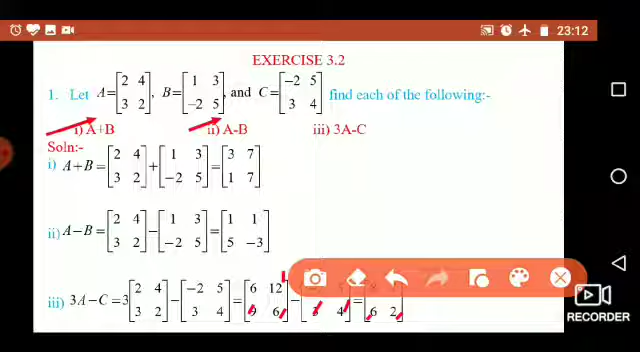 23:12
EXERCISE 3.2
1. Let A=[2 4 3 2], B=[1 3 -2 5], and C=[-2 5 3 4] find each of the following:-
i) A+B ii) A-B iii) 3A-C
Soln:-
i) A+B=[2 4 3 2]+[1 3 -2 5]=[3 7 1 7]
ii) A-B=[2 4 3 2]-[1 3 -2 5]=[1 1 5 -3]
iii) 3A-C=3[2 4 3 2]-[-2 5 3 4]=[6 12 9 6]-[3 4]=[6 2]
RECORDER